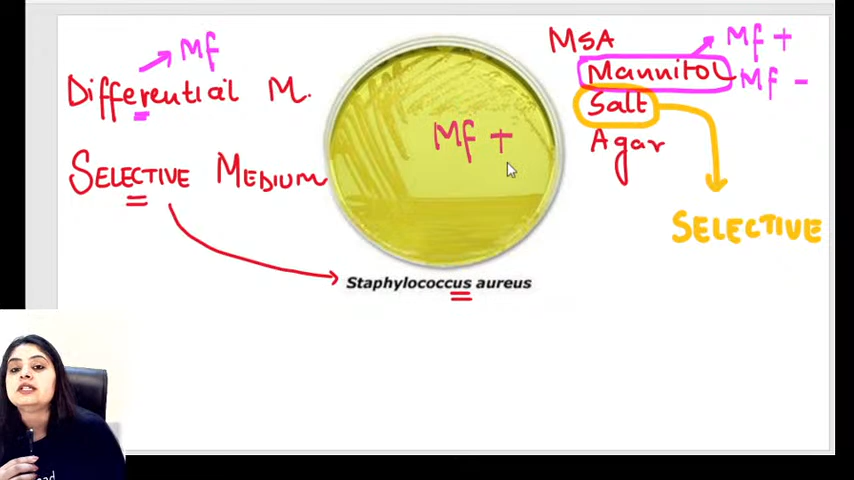 Mf
Differential M.
SELECTIVE MEDIUM
Mf +
Staphylococcus aureus
MSA
Mannitol
Salt
Agar
Mf +
Mf -
SELECTIVE